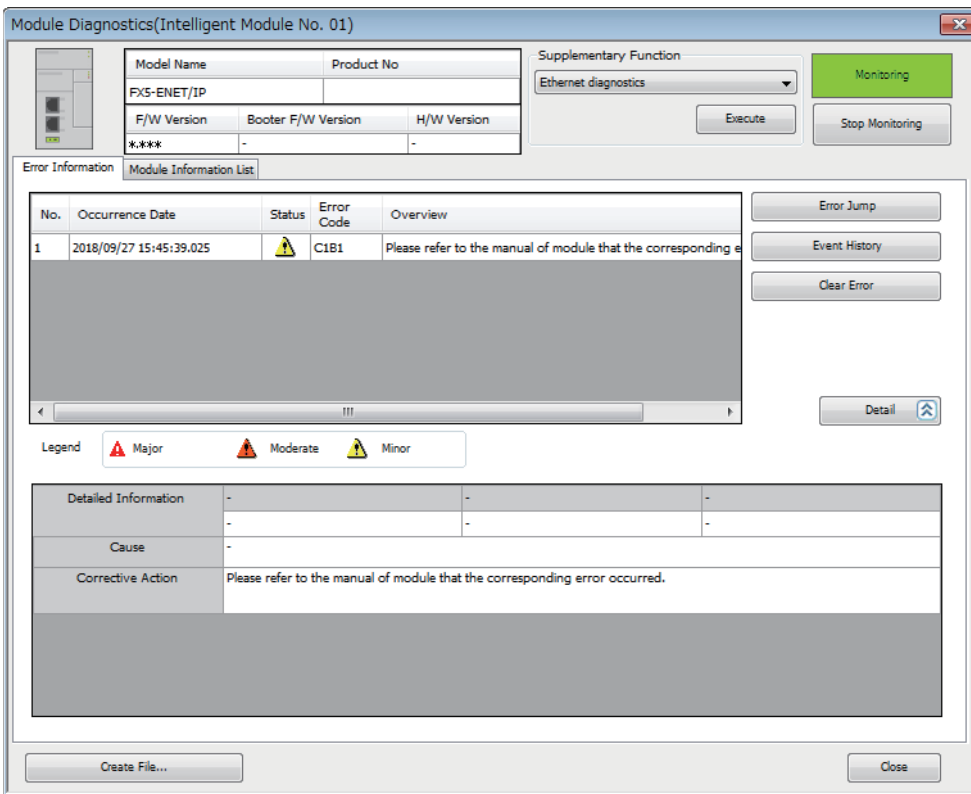 Module Diagnostics(Intelligent Module No. 01)
Model Name Product No
FX5-ENET/IP
F/W Version Booter F/W Version H/W Version
*.*** - -
Supplementary Function
Ethernet diagnostics
Execute
Monitoring
Stop Monitoring
Error Information Module Information List
No. Occurrence Date Status Error Code Overview
1 2018/09/27 15:45:39.025 C1B1 Please refer to the manual of module that the corresponding e
Error Jump
Event History
Clear Error
Detail
Legend Major Moderate Minor
Detailed Information - - -
- - -
Cause -
Corrective Action Please refer to the manual of module that the corresponding error occurred.
Create File... Close